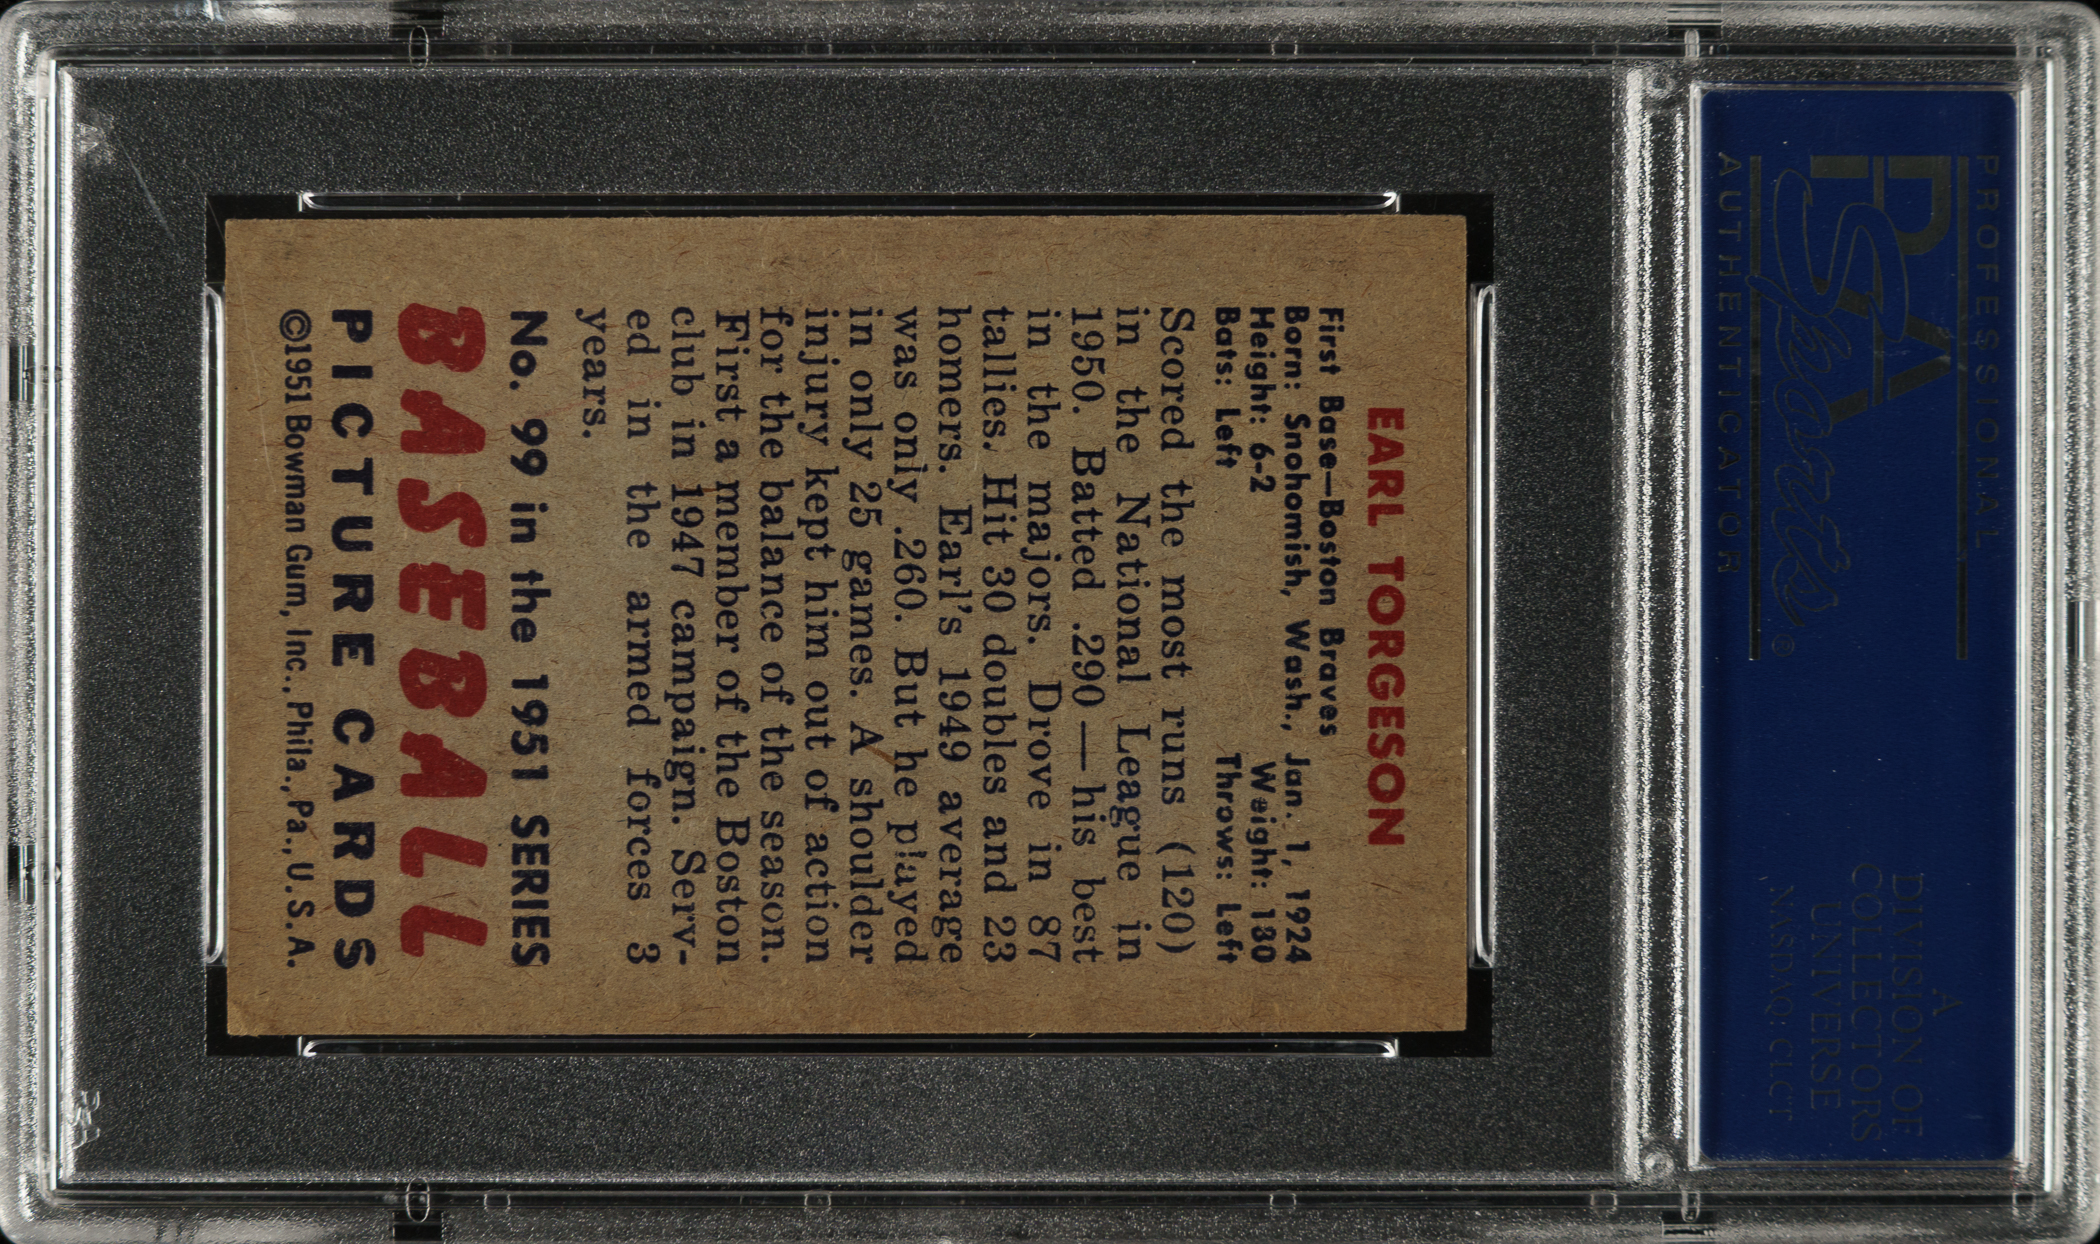 PROFESSIONAL
PSA
Sports®
AUTHENTICATOR
A
DIVISION OF
COLLECTORS
UNIVERSE
NASDAQ: CLCT
EARL TORGESON
First Base—Boston Braves
Born: Snohomish, Wash., Jan. 1, 1924
Height: 6-2 Weight: 180
Bats: Left Throws: Left
Scored the most runs (120)
in the National League in
1950. Batted .290 — his best
in the majors. Drove in 87
tallies. Hit 30 doubles and 23
homers. Earl's 1949 average
was only .260. But he played
in only 25 games. A shoulder
injury kept him out of action
for the balance of the season.
First a member of the Boston
club in 1947 campaign. Serv-
ed in the armed forces 3
years.
No. 99 in the 1951 SERIES
BASEBALL
PICTURE CARDS
©1951 Bowman Gum, Inc., Phila., Pa., U.S.A.